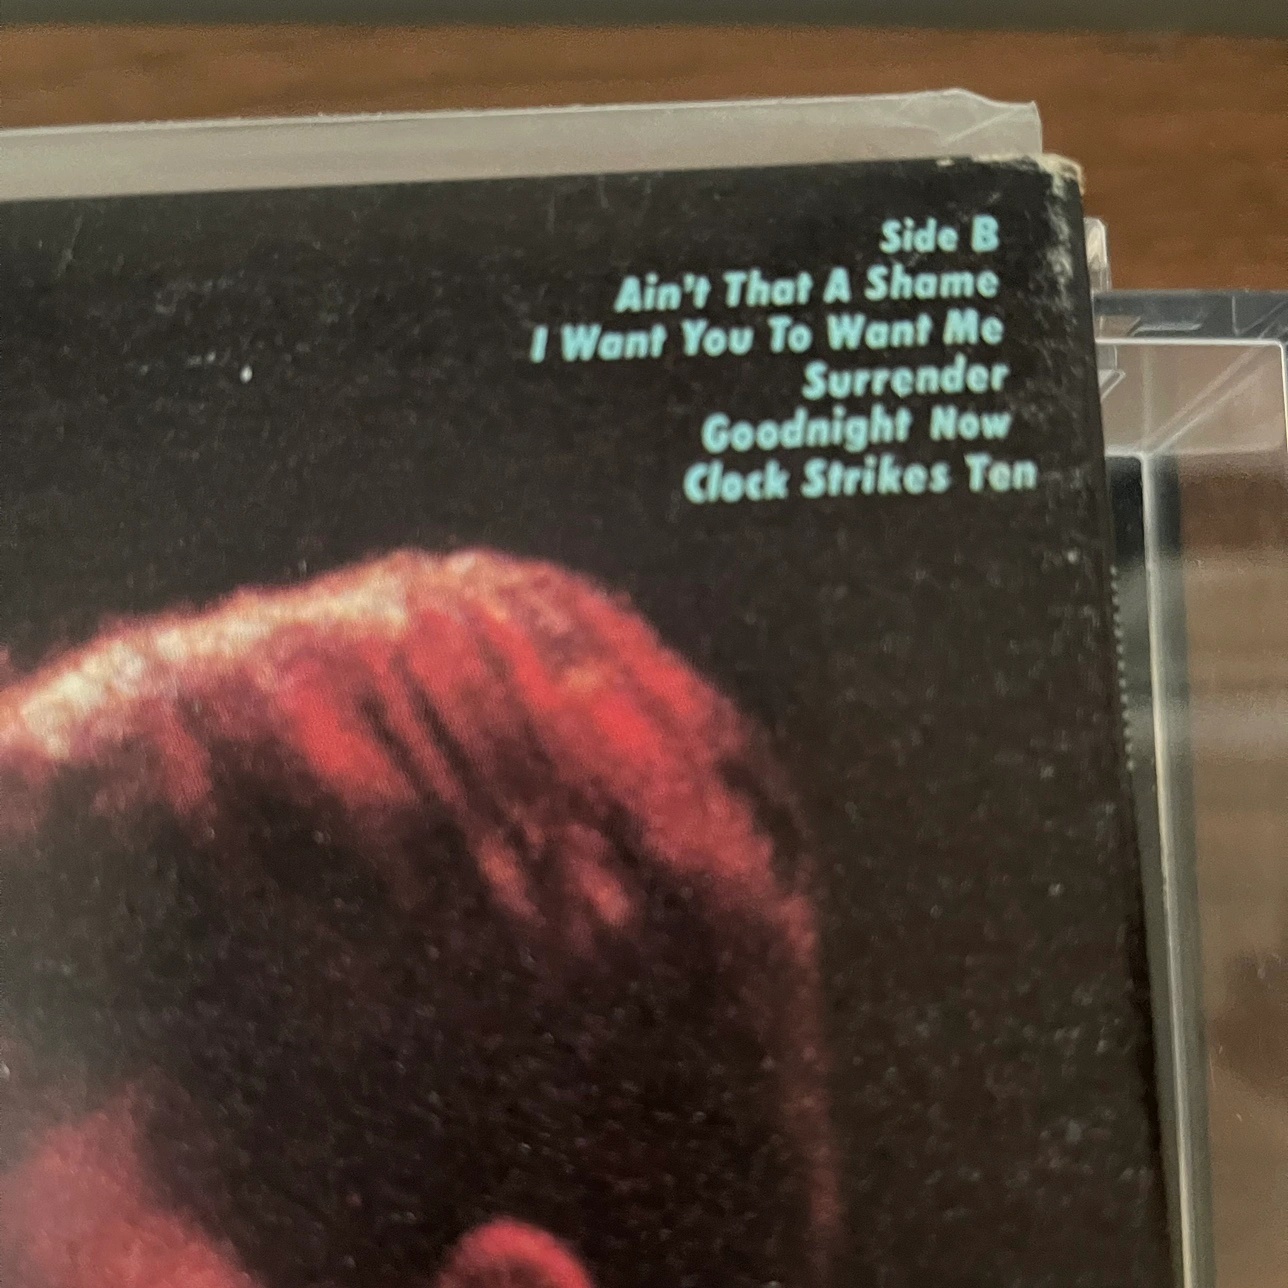 Side B
Ain't That A Shame
I Want You To Want Me
Surrender
Goodnight Now
Clock Strikes Ten